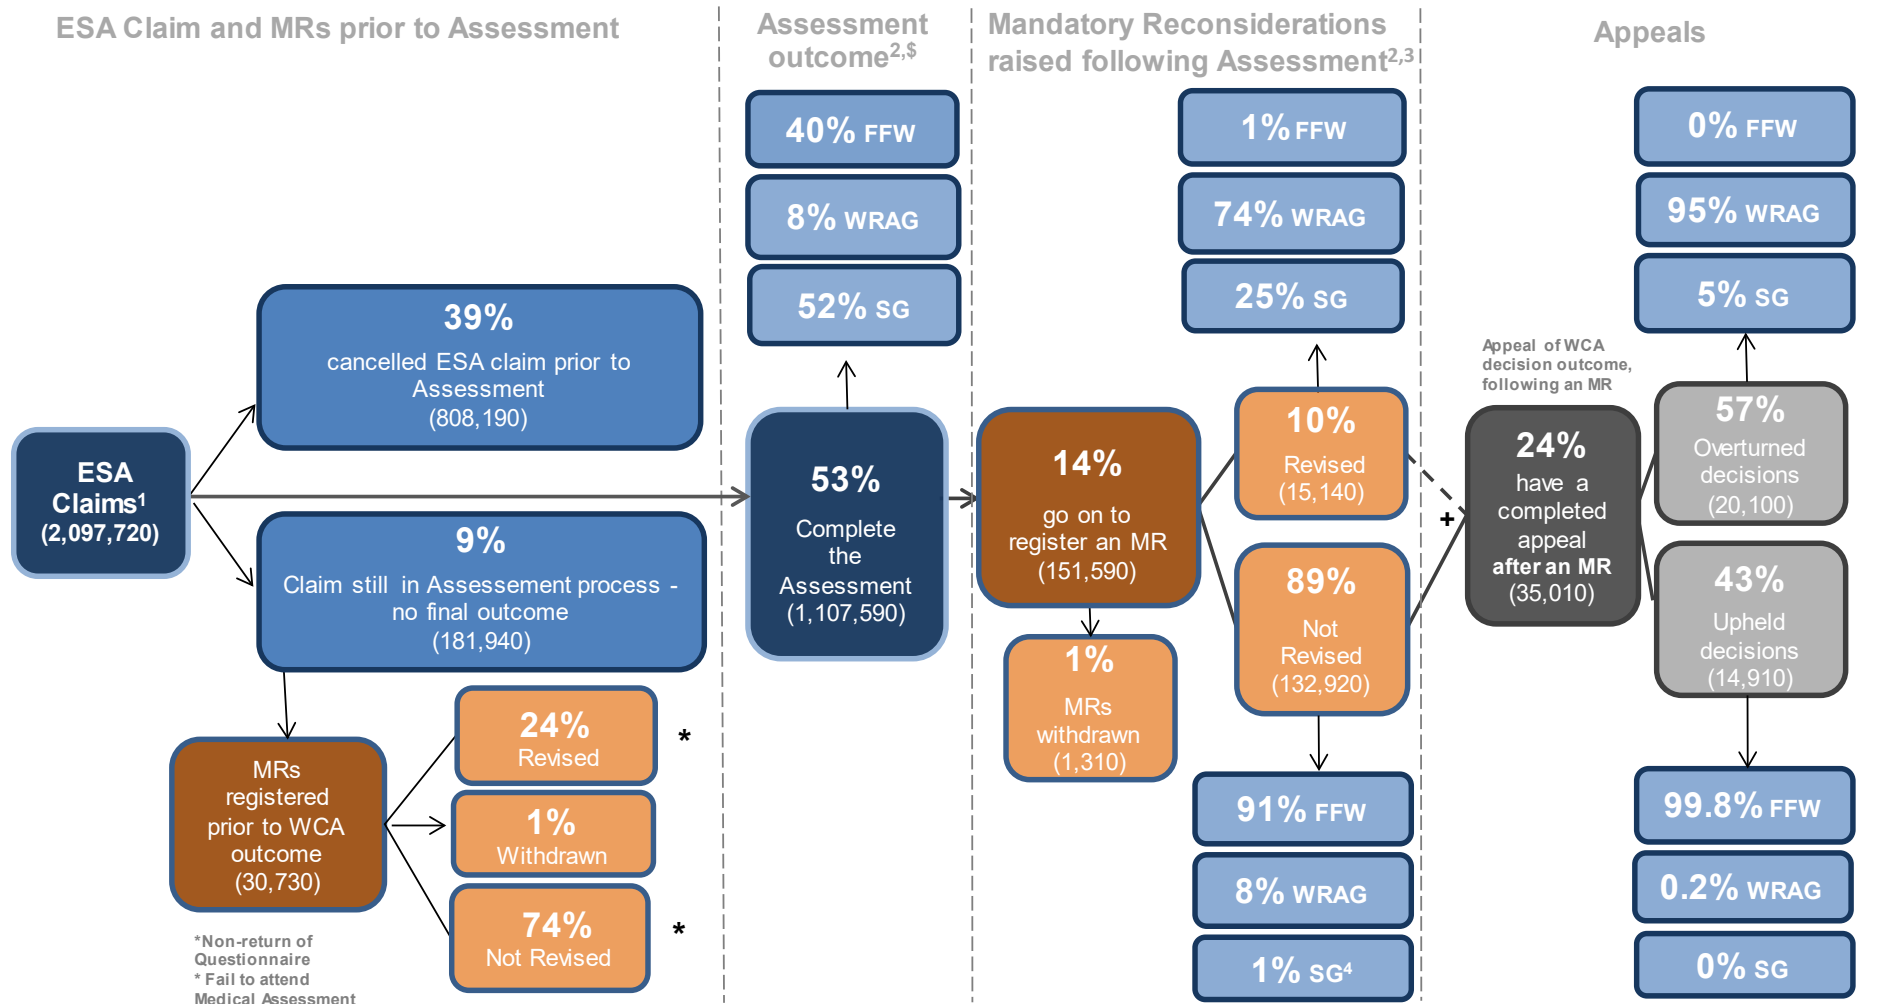 ESA Claim and MRs prior to Assessment
Assessment
outcome2,$
Mandatory Reconsiderations
raised following Assessment2,3
Appeals
40% FFW
8% WRAG
52% SG
1% FFW
74% WRAG
25% SG
0% FFW
95% WRAG
5% SG
39%
cancelled ESA claim prior to
Assessment
(808,190)
ESA
Claims1
(2,097,720)
9%
Claim still in Assessement process -
no final outcome
(181,940)
MRs
registered
prior to WCA
outcome
(30,730)
24%
Revised
*
1%
Withdrawn
74%
Not Revised
*
*Non-return of
Questionnaire
* Fail to attend
Medical Assessment
53%
Complete
the
Assessment
(1,107,590)
14%
go on to
register an MR
(151,590)
1%
MRs
withdrawn
(1,310)
10%
Revised
(15,140)
89%
Not
Revised
(132,920)
91% FFW
8% WRAG
1% SG4
+
Appeal of WCA
decision outcome,
following an MR
24%
have a
completed
appeal
after an MR
(35,010)
57%
Overturned
decisions
(20,100)
43%
Upheld
decisions
(14,910)
99.8% FFW
0.2% WRAG
0% SG